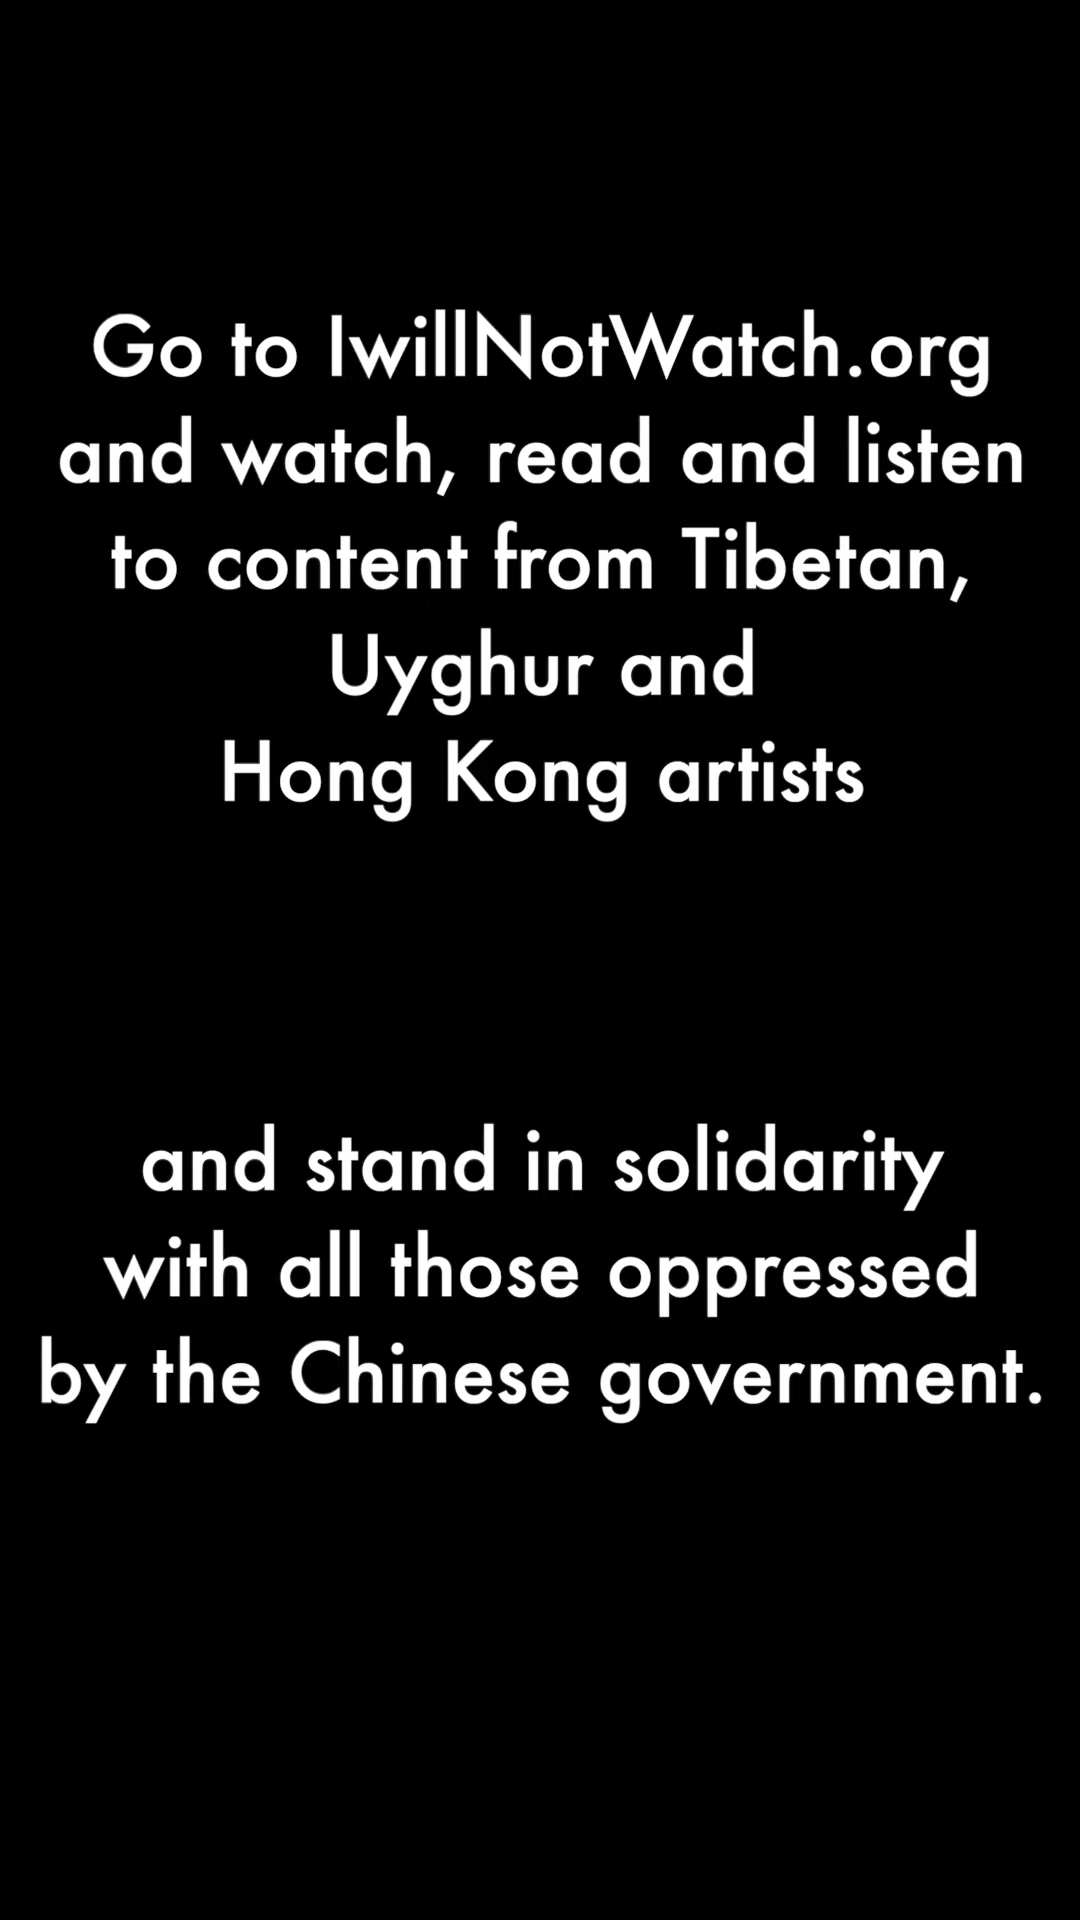 Go to IwillNotWatch.org
and watch, read and listen
to content from Tibetan,
Uyghur and
Hong Kong artists
and stand in solidarity
with all those oppressed
by the Chinese government.